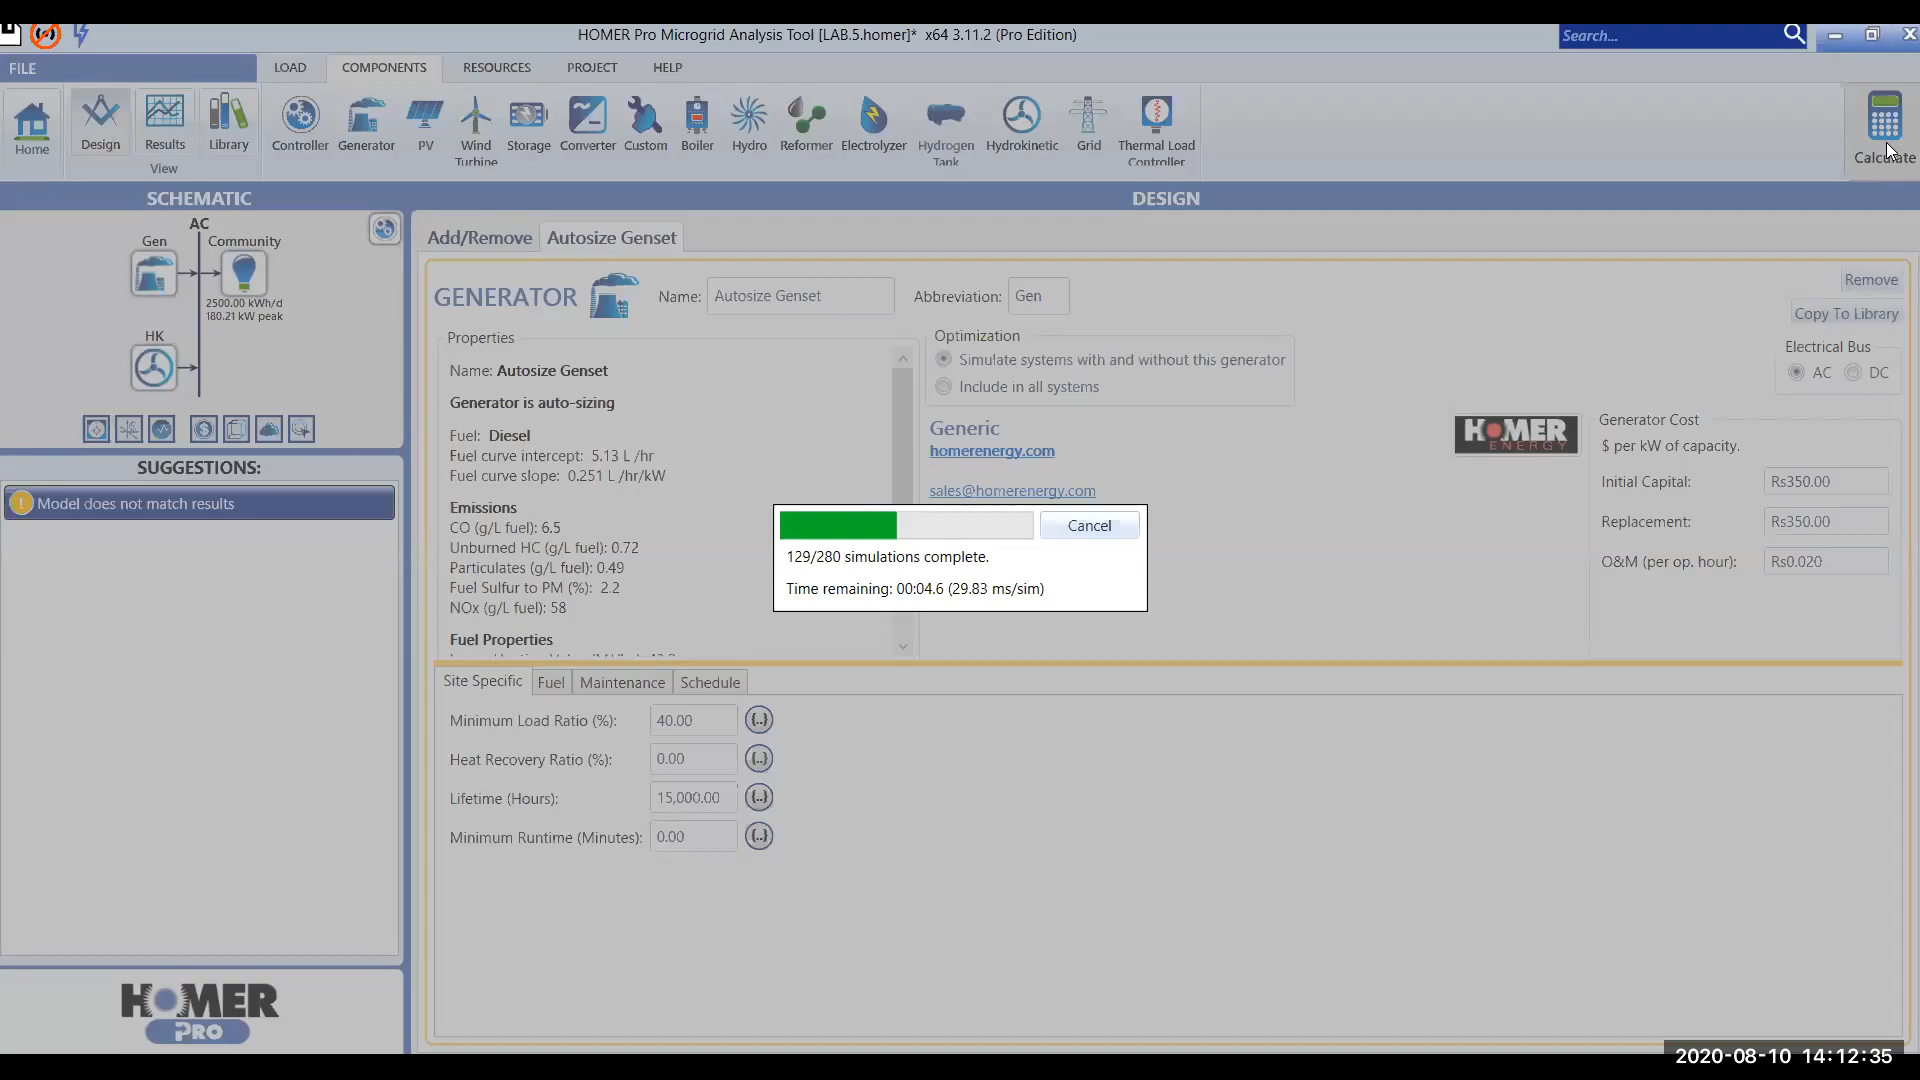 HOMER Pro Microgrid Analysis Tool [LAB.5.homer]* x64 3.11.2 (Pro Edition)
Search...
FILE
LOAD
COMPONENTS
RESOURCES
PROJECT
HELP
Home
Design
Results
Library
View
Controller
Generator
PV
Wind Turbine
Storage
Converter
Custom
Boiler
Hydro
Reformer
Electrolyzer
Hydrogen Tank
Hydrokinetic
Grid
Thermal Load Controller
Calculate
SCHEMATIC
DESIGN
AC
Gen
Community
2500.00 kWh/d
180.21 kW peak
HK
SUGGESTIONS:
Model does not match results
HOMER
PRO
Add/Remove
Autosize Genset
GENERATOR
Name:
Autosize Genset
Abbreviation:
Gen
Remove
Copy To Library
Properties
Name: Autosize Genset
Generator is auto-sizing
Fuel: Diesel
Fuel curve intercept: 5.13 L /hr
Fuel curve slope: 0.251 L /hr/kW
Emissions
CO (g/L fuel): 6.5
Unburned HC (g/L fuel): 0.72
Particulates (g/L fuel): 0.49
Fuel Sulfur to PM (%): 2.2
NOx (g/L fuel): 58
Fuel Properties
Optimization
Simulate systems with and without this generator
Include in all systems
Generic
homerenergy.com
sales@homerenergy.com
HOMER
ENERGY
Electrical Bus
AC
DC
Generator Cost
$ per kW of capacity.
Initial Capital:
Rs350.00
Replacement:
Rs350.00
O&M (per op. hour):
Rs0.020
Cancel
129/280 simulations complete.
Time remaining: 00:04.6 (29.83 ms/sim)
Site Specific
Fuel
Maintenance
Schedule
Minimum Load Ratio (%):
40.00
{..}
Heat Recovery Ratio (%):
0.00
{..}
Lifetime (Hours):
15,000.00
{..}
Minimum Runtime (Minutes):
0.00
{..}
2020-08-10 14:12:35